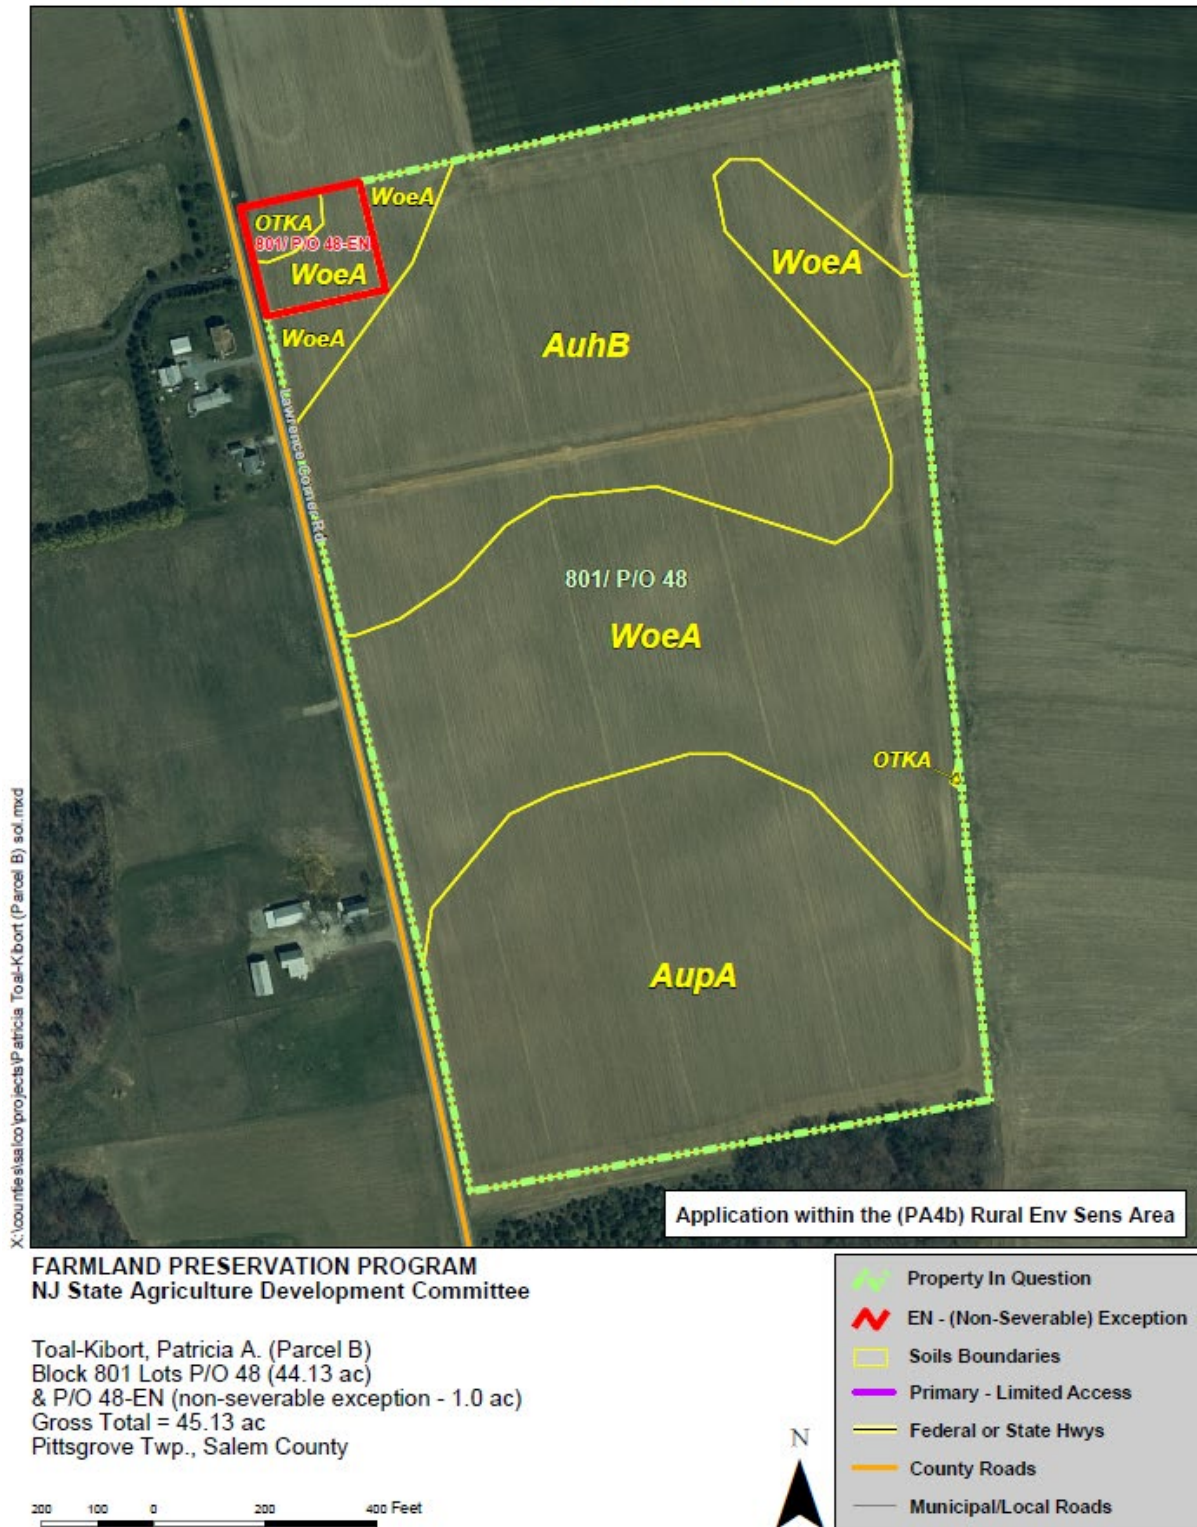 WoeA
OTKA
801/ P/O 48-EN
WoeA
WoeA
WoeA
AuhB
Lawrence Corner Rd
801/ P/O 48
WoeA
OTKA
AupA
X:\counties\salco\projects\Patricia Toal-Kibort (Parcel B) sol.mxd
Application within the (PA4b) Rural Env Sens Area
FARMLAND PRESERVATION PROGRAM
NJ State Agriculture Development Committee
Toal-Kibort, Patricia A. (Parcel B)
Block 801 Lots P/O 48 (44.13 ac)
& P/O 48-EN (non-severable exception - 1.0 ac)
Gross Total = 45.13 ac
Pittsgrove Twp., Salem County
200 100 0 200 400 Feet
N
Property In Question
EN - (Non-Severable) Exception
Soils Boundaries
Primary - Limited Access
Federal or State Hwys
County Roads
Municipal/Local Roads